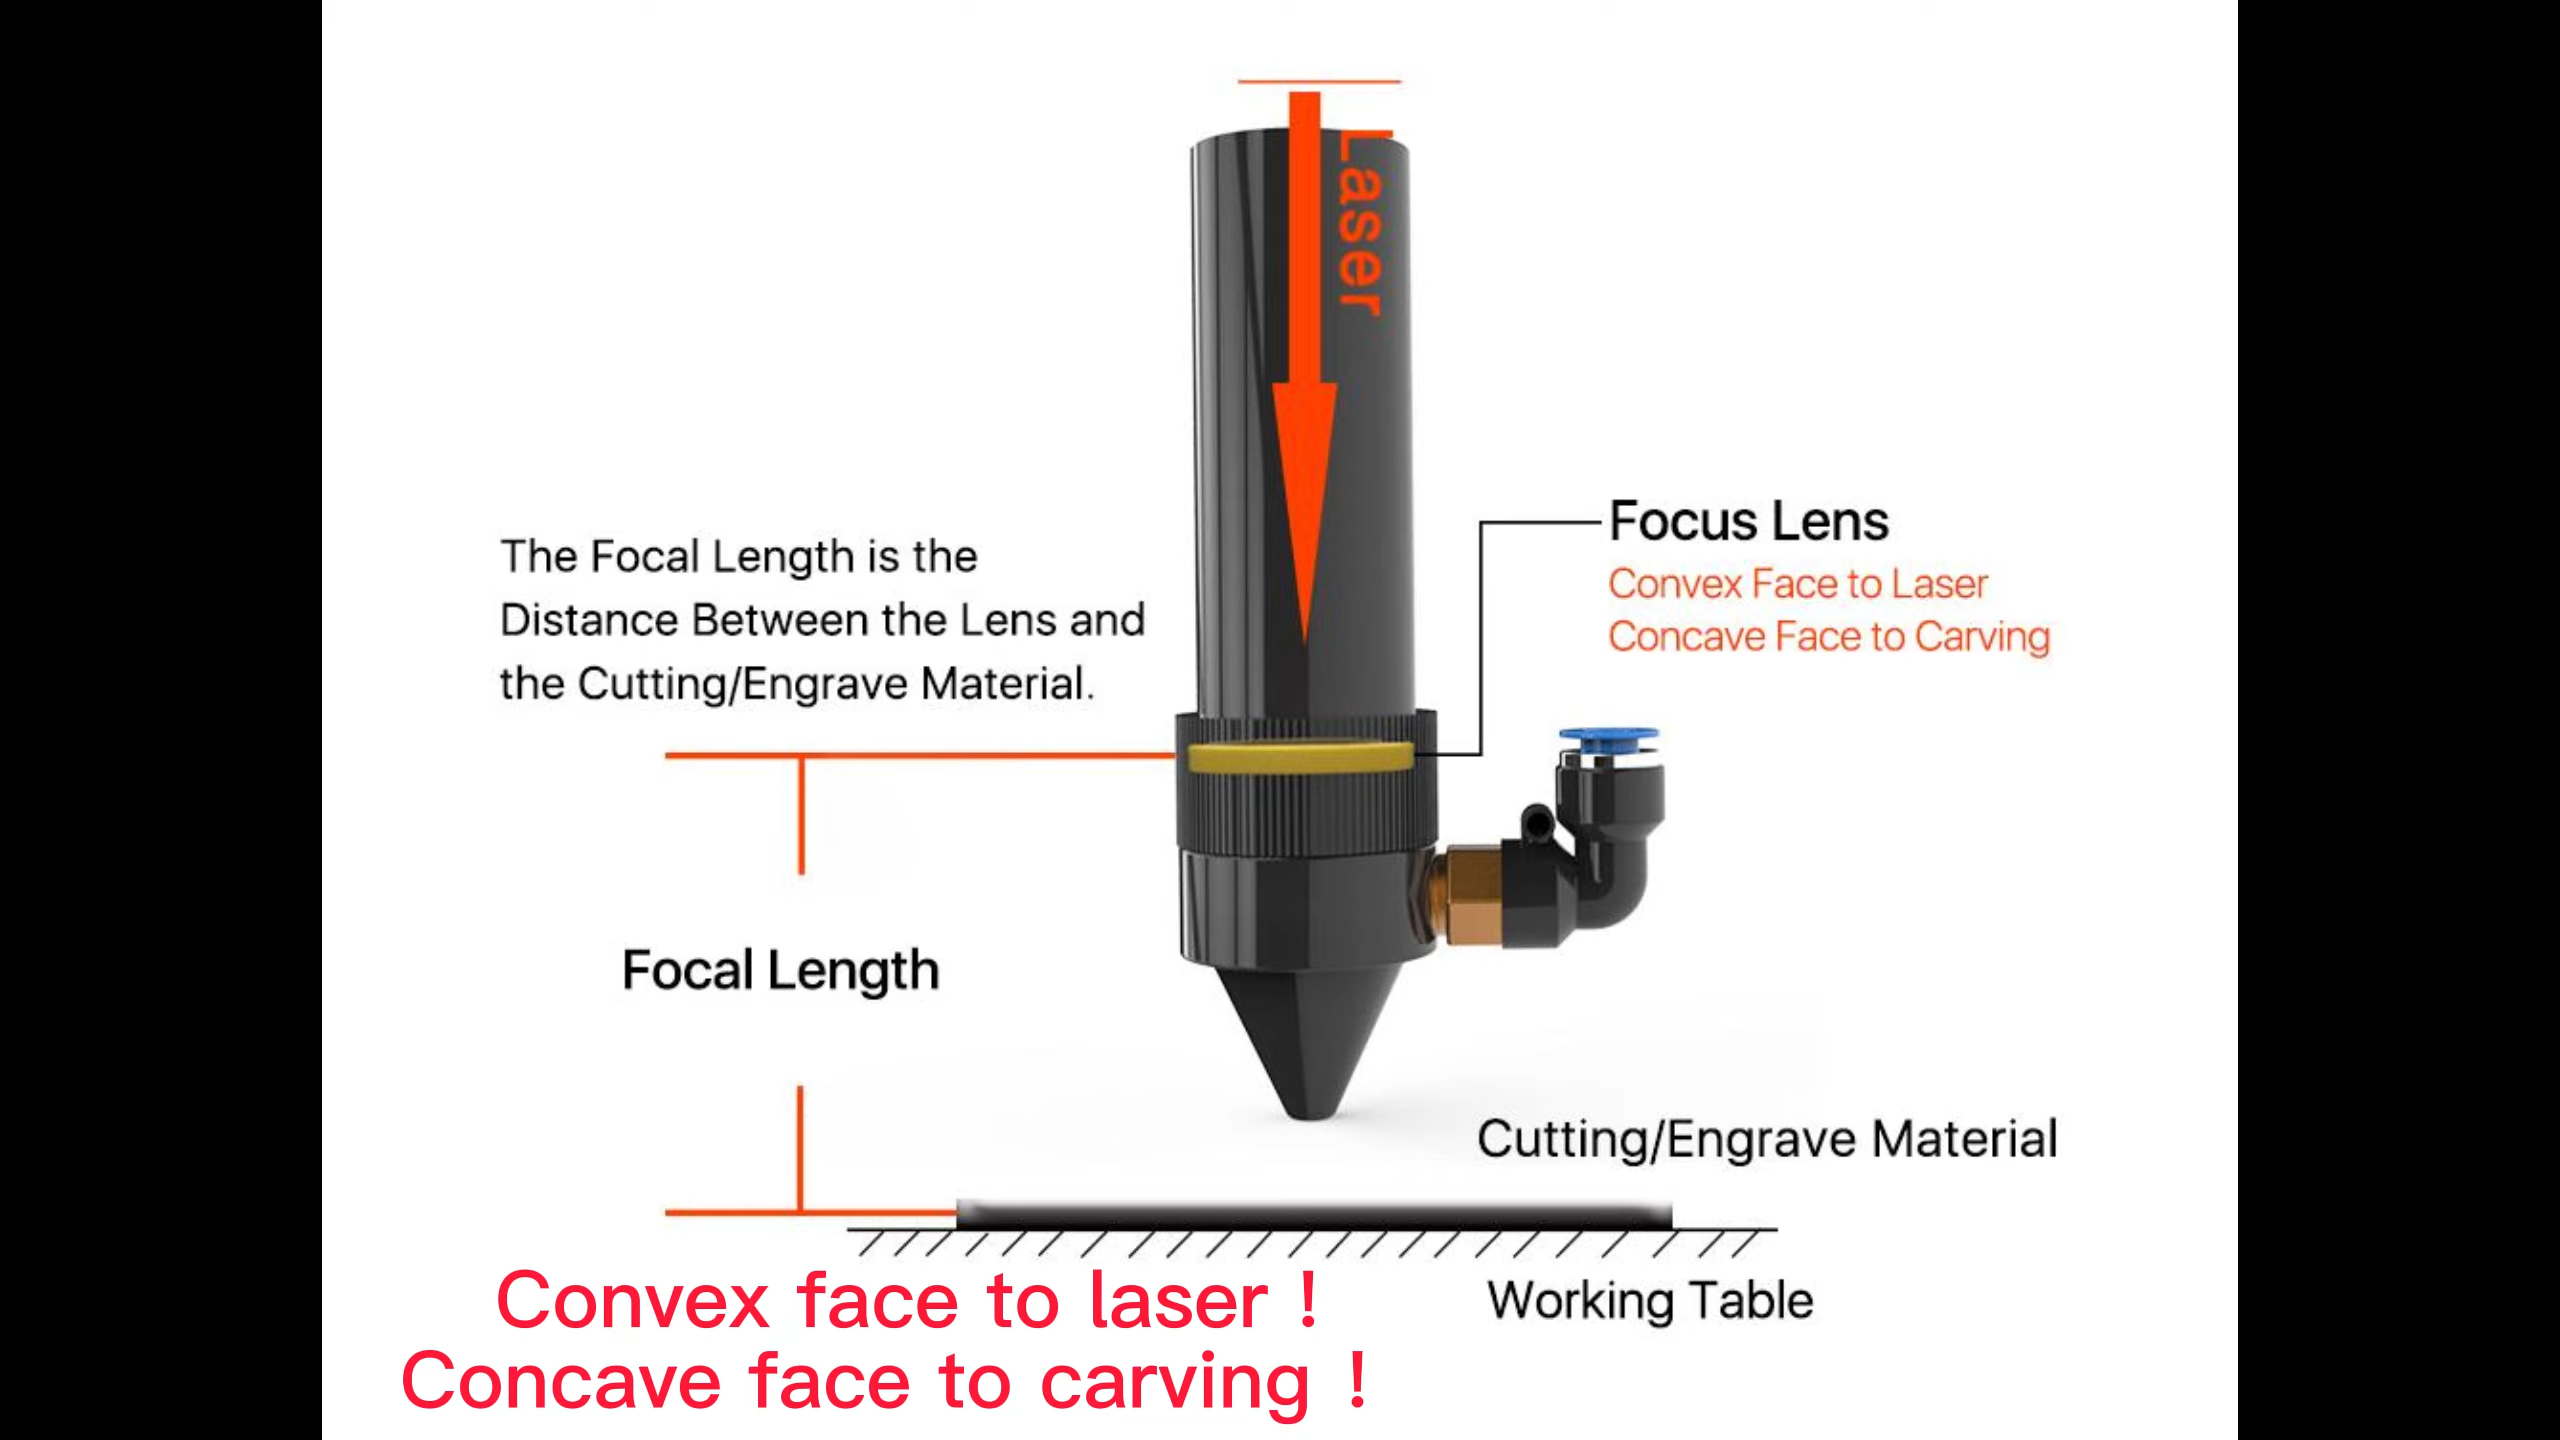 Laser
Focus Lens
Convex Face to Laser
Concave Face to Carving
The Focal Length is the
Distance Between the Lens and
the Cutting/Engrave Material.
Focal Length
Cutting/Engrave Material
Working Table
Convex face to laser !
Concave face to carving !